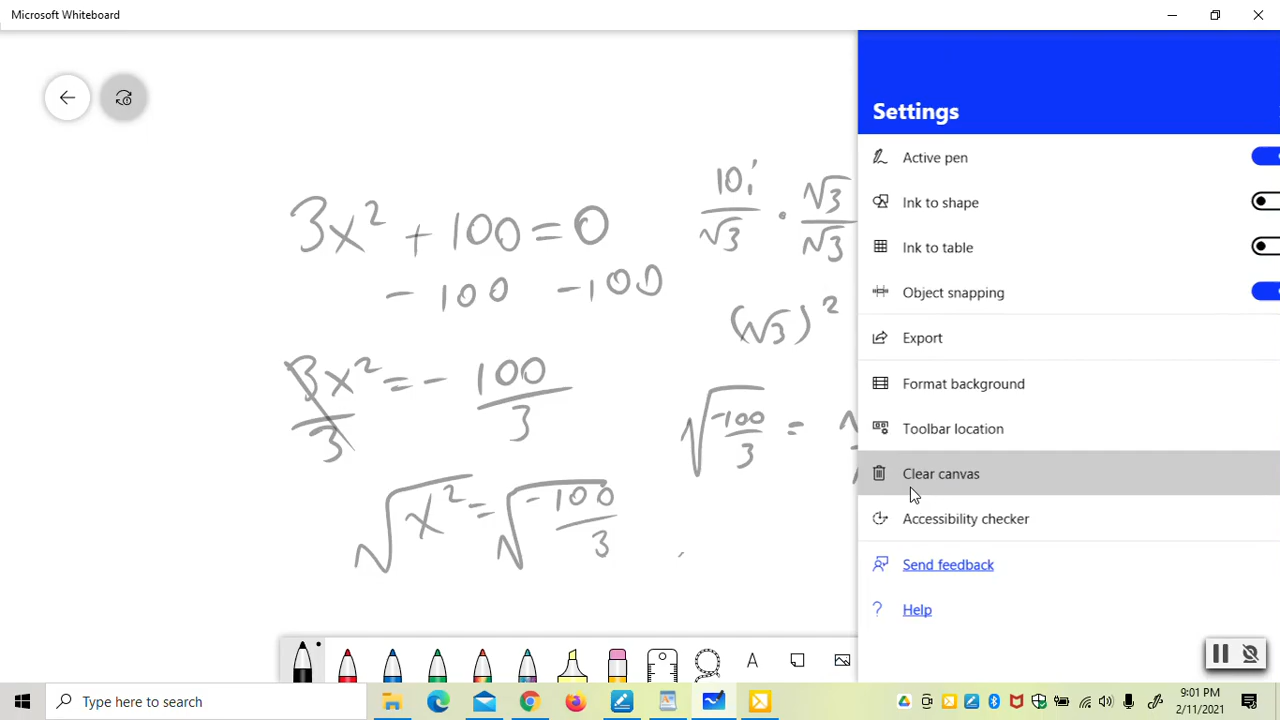 Microsoft Whiteboard
3x² + 100 = 0
- 100 -100
3x²/3 = - 100/3
√x² = √-100/3
10i/√3 · √3/√3
(√3)²
√-100/3 =
Settings
Active pen
Ink to shape
Ink to table
Object snapping
Export
Format background
Toolbar location
Clear canvas
Accessibility checker
Send feedback
? Help
A
Type here to search
9:01 PM
2/11/2021